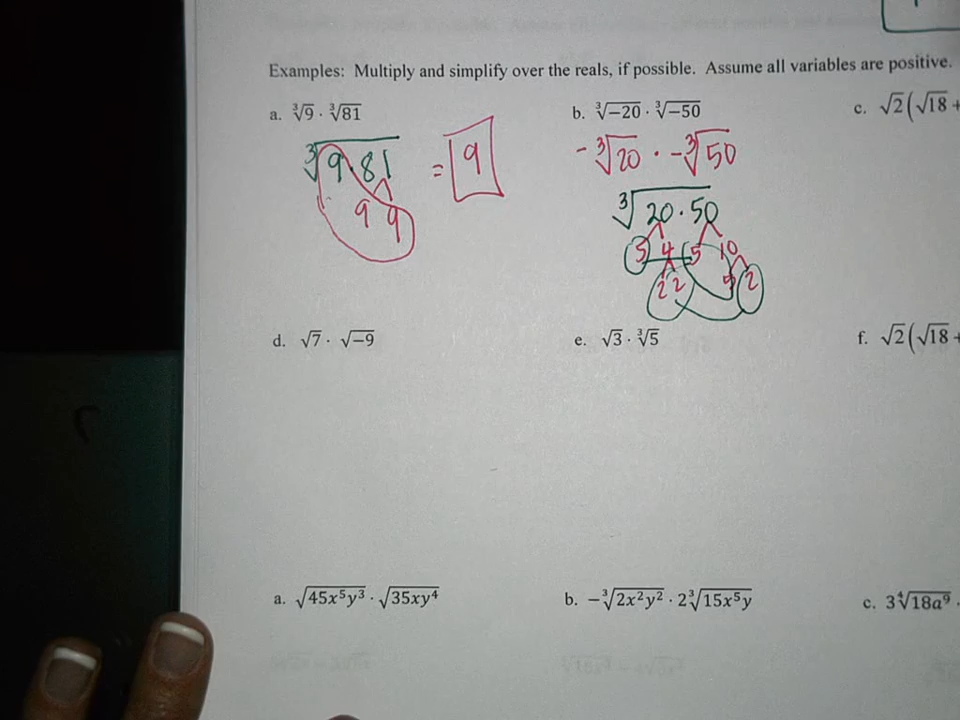 Examples: Multiply and simplify over the reals, if possible. Assume all variables are positive.
a. ∛9 · ∛81
b. ∛−20 · ∛−50
c. √2(√18 +
∛9·81 = 9
9 9
-∛20 · -∛50
∛20·50
5 4 5 10
2 2 5 2
d. √7 · √−9
e. √3 · ∛5
f. √2(√18 +
a. √45x⁵y³ · √35xy⁴
b. −∛2x²y² · 2∛15x⁵y
c. 3∜18a⁹ ·